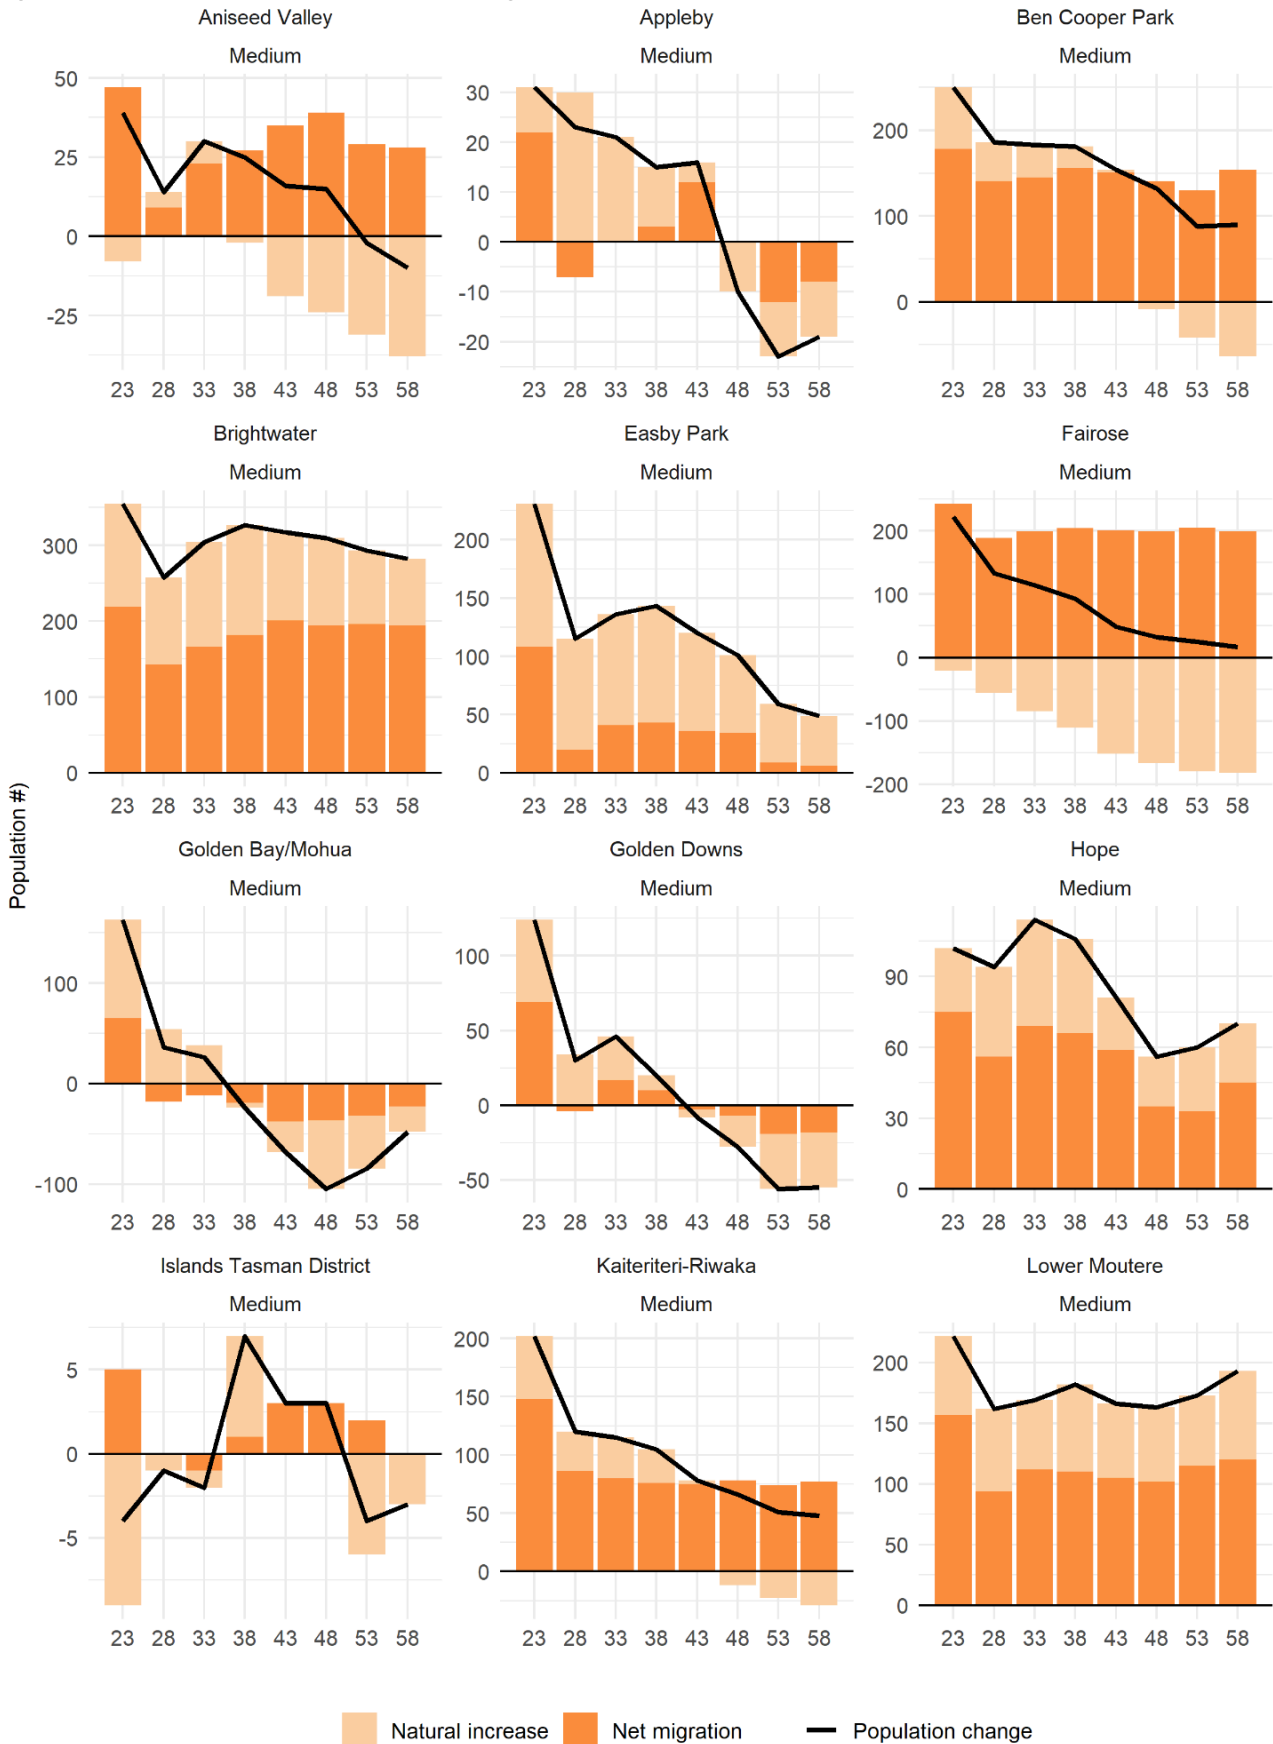 Aniseed Valley
Appleby
Ben Cooper Park
Medium
Medium
Medium
50
25
0
-25
30
20
10
0
-10
-20
200
100
0
23 28 33 38 43 48 53 58
23 28 33 38 43 48 53 58
23 28 33 38 43 48 53 58
Brightwater
Easby Park
Fairose
Medium
Medium
Medium
300
200
100
0
200
150
100
50
0
200
100
0
-100
-200
23 28 33 38 43 48 53 58
23 28 33 38 43 48 53 58
23 28 33 38 43 48 53 58
Population #)
Golden Bay/Mohua
Golden Downs
Hope
Medium
Medium
Medium
100
0
-100
100
50
0
-50
90
60
30
0
23 28 33 38 43 48 53 58
23 28 33 38 43 48 53 58
23 28 33 38 43 48 53 58
Islands Tasman District
Kaiteriteri-Riwaka
Lower Moutere
Medium
Medium
Medium
5
0
-5
200
150
100
50
0
200
150
100
50
0
23 28 33 38 43 48 53 58
23 28 33 38 43 48 53 58
23 28 33 38 43 48 53 58
Natural increase
Net migration
Population change